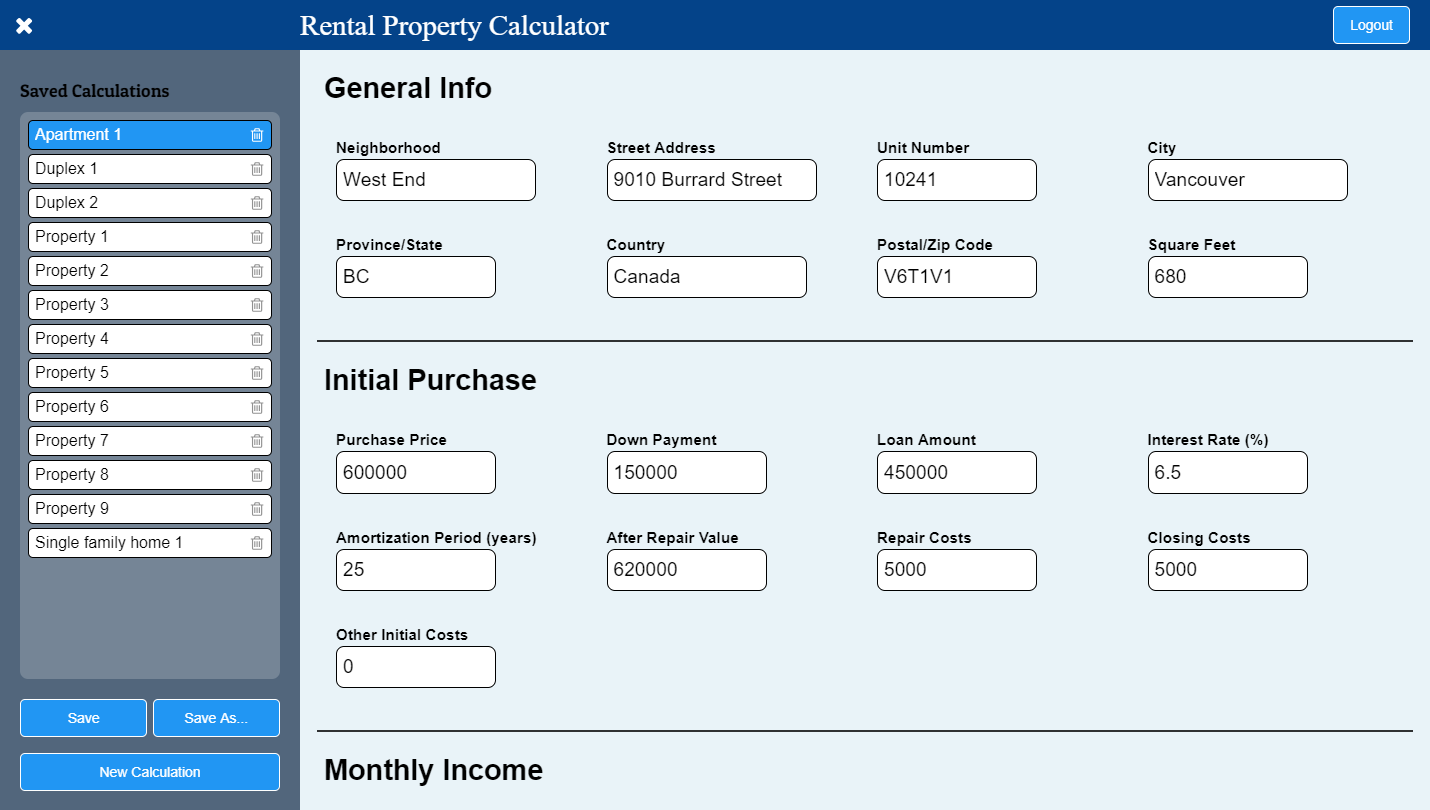 Rental Property Calculator
Logout
Saved Calculations
Apartment 1
Duplex 1
Duplex 2
Property 1
Property 2
Property 3
Property 4
Property 5
Property 6
Property 7
Property 8
Property 9
Single family home 1
Save
Save As...
New Calculation
General Info
Neighborhood
West End
Street Address
9010 Burrard Street
Unit Number
10241
City
Vancouver
Province/State
BC
Country
Canada
Postal/Zip Code
V6T1V1
Square Feet
680
Initial Purchase
Purchase Price
600000
Down Payment
150000
Loan Amount
450000
Interest Rate (%)
6.5
Amortization Period (years)
25
After Repair Value
620000
Repair Costs
5000
Closing Costs
5000
Other Initial Costs
0
Monthly Income